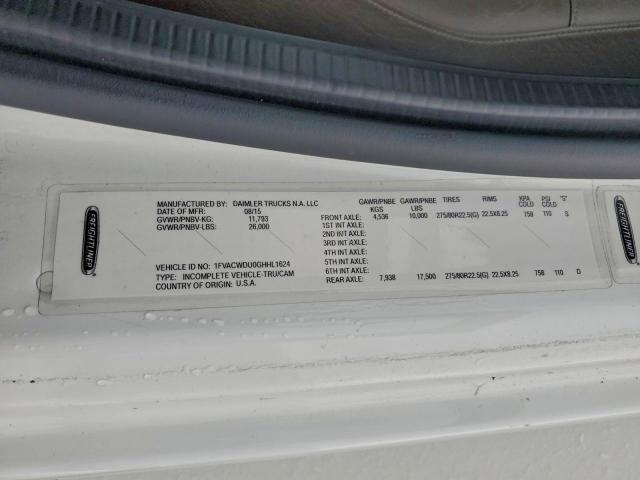 FREIGHTLINER
MANUFACTURED BY: DAIMLER TRUCKS N.A. LLC
DATE OF MFR: 08/15
GVWR/PNBV-KG: 11,793
GVWR/PNBV-LBS: 26,000
VEHICLE ID NO: 1FVACWDU0GHHL1624
TYPE: INCOMPLETE VEHICLE-TRU/CAM
COUNTRY OF ORIGIN: U.S.A.
GAWR/PNBE KGS GAWR/PNBE LBS TIRES RIMS KPA COLD PSI COLD "S"
FRONT AXLE: 4,536 10,000 275/80R22.5(G) 22.5X8.25 758 110 S
1ST INT AXLE:
2ND INT AXLE:
3RD INT AXLE:
4TH INT AXLE:
5TH INT AXLE:
6TH INT AXLE:
REAR AXLE: 7,938 17,500 275/80R22.5(G) 22.5X8.25 758 110 D
FREIGHTLINER